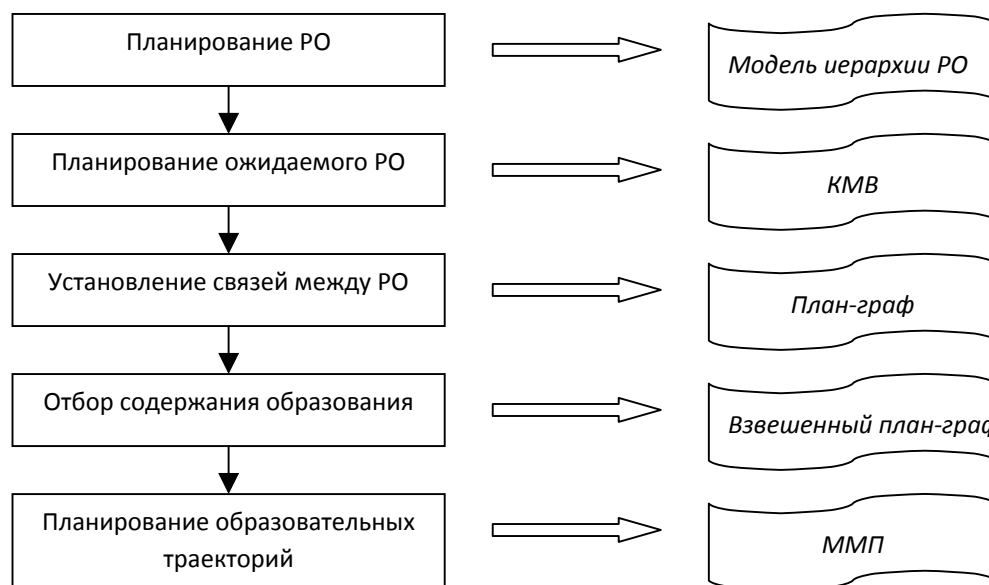 Планирование РО
Модель иерархии РО
Планирование ожидаемого РО
КМВ
Установление связей между РО
План-граф
Отбор содержания образования
Взвешенный план-граф
Планирование образовательных
траекторий
ММП